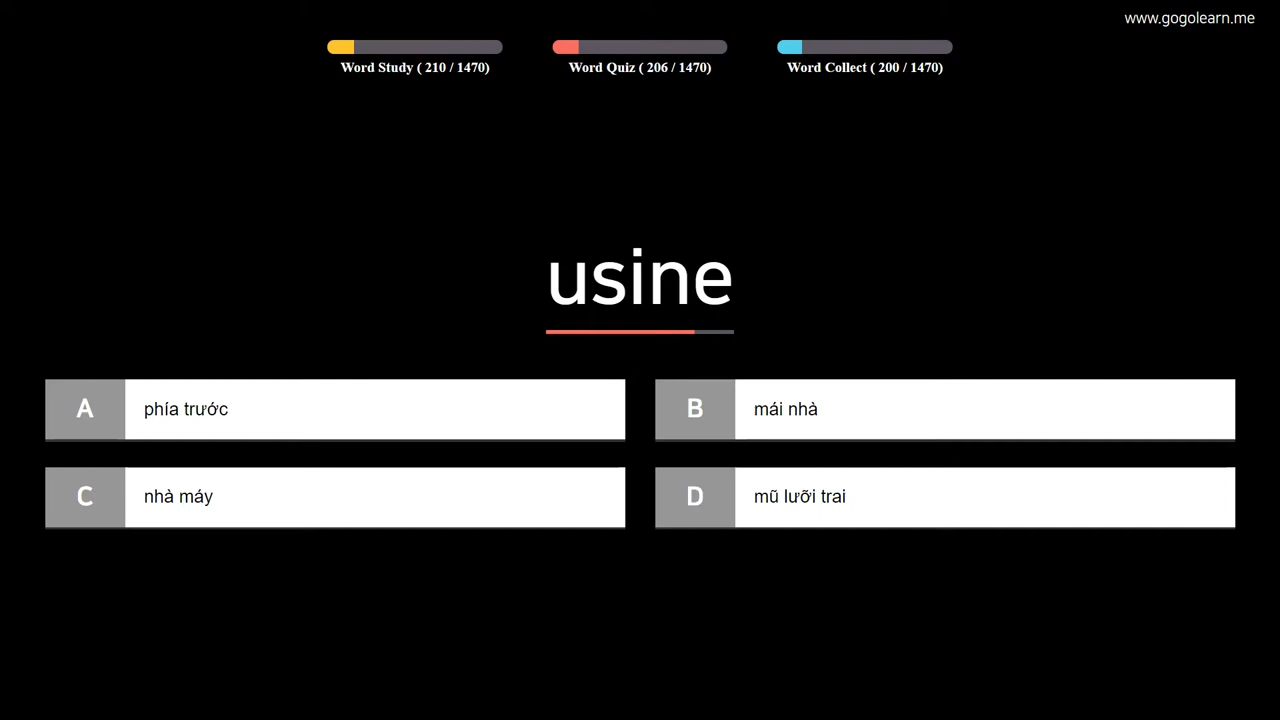 www.gogolearn.me
Word Study ( 210 / 1470)
Word Quiz ( 206 / 1470)
Word Collect ( 200 / 1470)
usine
A phía trước
B mái nhà
C nhà máy
D mũ lưỡi trai